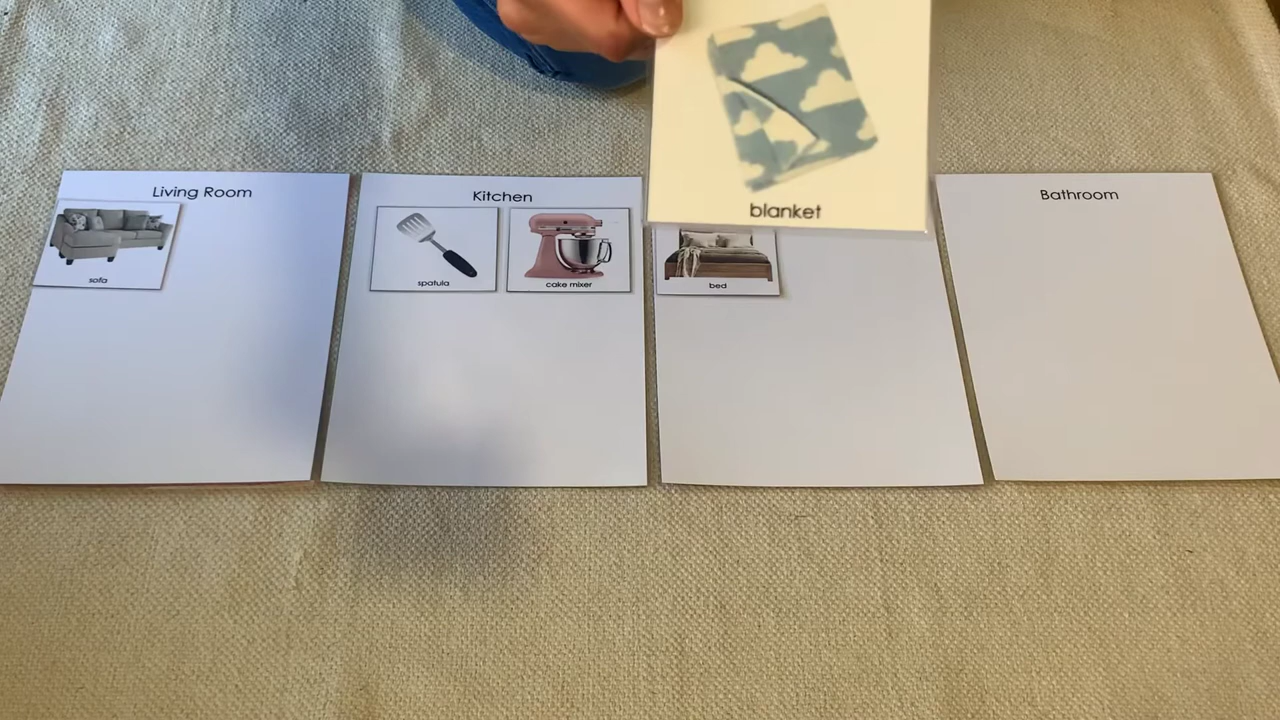 blanket
Living Room
Kitchen
Bathroom
sofa
spatula
cake mixer
bed